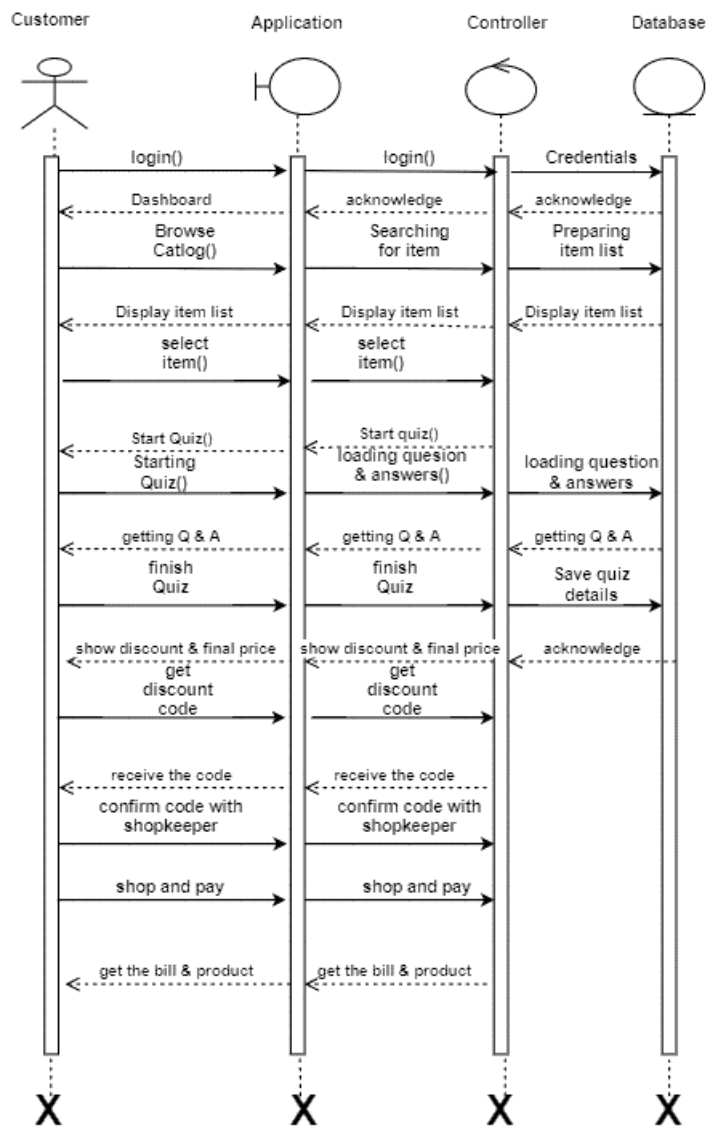 Customer
Application
Controller
Database
login()
login()
Credentials
Dashboard
acknowledge
acknowledge
Browse
Catlog()
Searching
for item
Preparing
item list
Display item list
Display item list
Display item list
select
item()
select
item()
Start Quiz()
Start quiz()
Starting
Quiz()
loading quesion
& answers()
loading question
& answers
getting Q & A
getting Q & A
getting Q & A
finish
Quiz
finish
Quiz
Save quiz
details
show discount & final price
show discount & final price
acknowledge
get
discount
code
get
discount
code
receive the code
receive the code
confirm code with
shopkeeper
confirm code with
shopkeeper
shop and pay
shop and pay
get the bill & product
get the bill & product
X
X
X
X